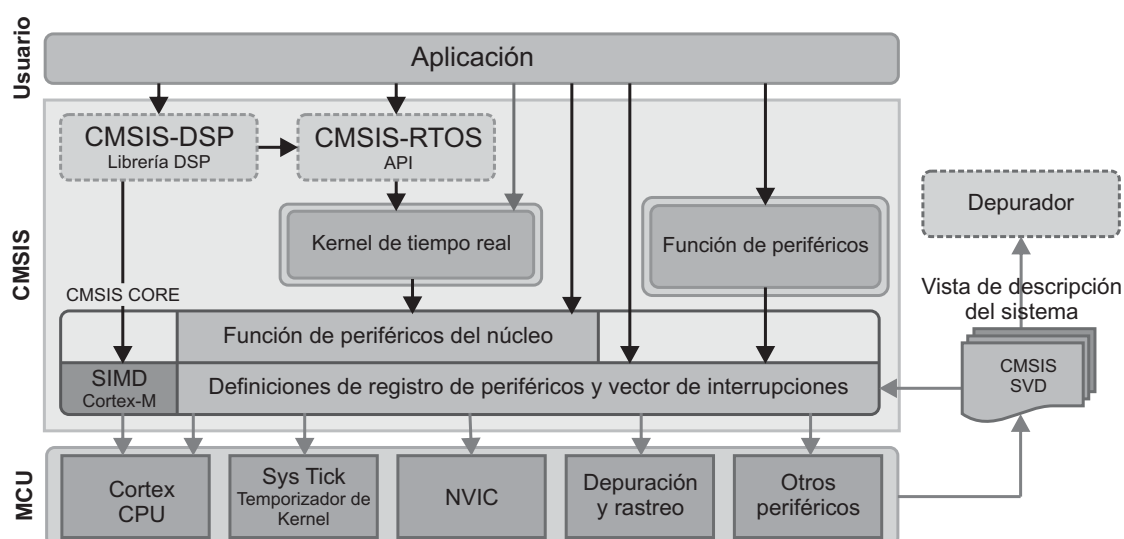 Usuario
Aplicación
CMSIS
CMSIS-DSP
Librería DSP
CMSIS-RTOS
API
Kernel de tiempo real
Función de periféricos
Depurador
Vista de descripción
del sistema
CMSIS CORE
Función de periféricos del núcleo
SIMD
Cortex-M
Definiciones de registro de periféricos y vector de interrupciones
CMSIS
SVD
MCU
Cortex
CPU
Sys Tick
Temporizador de
Kernel
NVIC
Depuración
y rastreo
Otros
periféricos